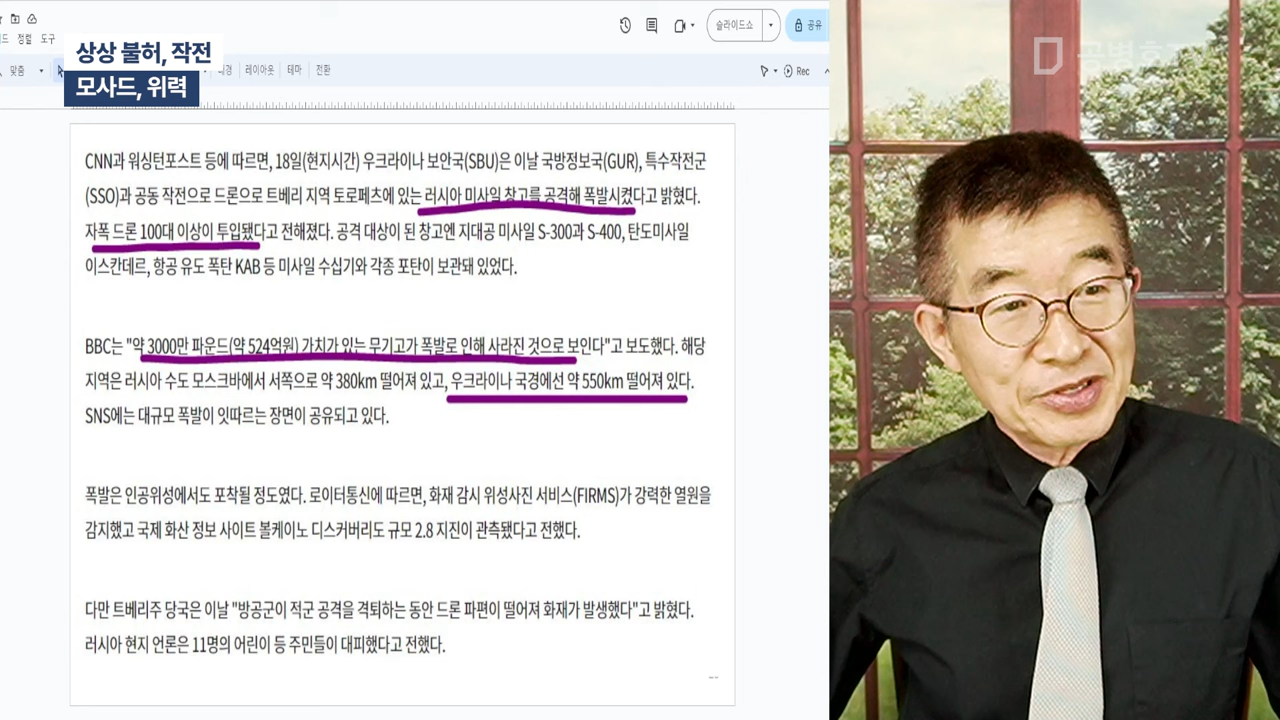 드 정렬 도구
슬라이드쇼
공유
상상 불허, 작전
모사드, 위력
맞춤
레이아웃
테마
전환
Rec
CNN과 워싱턴포스트 등에 따르면, 18일(현지시간) 우크라이나 보안국(SBU)은 이날 국방정보국(GUR), 특수작전군
(SSO)과 공동 작전으로 드론으로 트베리 지역 토로페츠에 있는 러시아 미사일 창고를 공격해 폭발시켰다고 밝혔다.
자폭 드론 100대 이상이 투입됐다고 전해졌다. 공격 대상이 된 창고엔 지대공 미사일 S-300과 S-400, 탄도미사일
이스칸데르, 항공 유도 폭탄 KAB 등 미사일 수십기와 각종 포탄이 보관돼 있었다.
BBC는 "약 3000만 파운드(약 524억원) 가치가 있는 무기고가 폭발로 인해 사라진 것으로 보인다"고 보도했다. 해당
지역은 러시아 수도 모스크바에서 서쪽으로 약 380km 떨어져 있고, 우크라이나 국경에선 약 550km 떨어져 있다.
SNS에는 대규모 폭발이 잇따르는 장면이 공유되고 있다.
폭발은 인공위성에서도 포착될 정도였다. 로이터통신에 따르면, 화재 감시 위성사진 서비스(FIRMS)가 강력한 열원을
감지했고 국제 화산 정보 사이트 볼케이노 디스커버리도 규모 2.8 지진이 관측됐다고 전했다.
다만 트베리주 당국은 이날 "방공군이 적군 공격을 격퇴하는 동안 드론 파편이 떨어져 화재가 발생했다"고 밝혔다.
러시아 현지 언론은 11명의 어린이 등 주민들이 대피했다고 전했다.